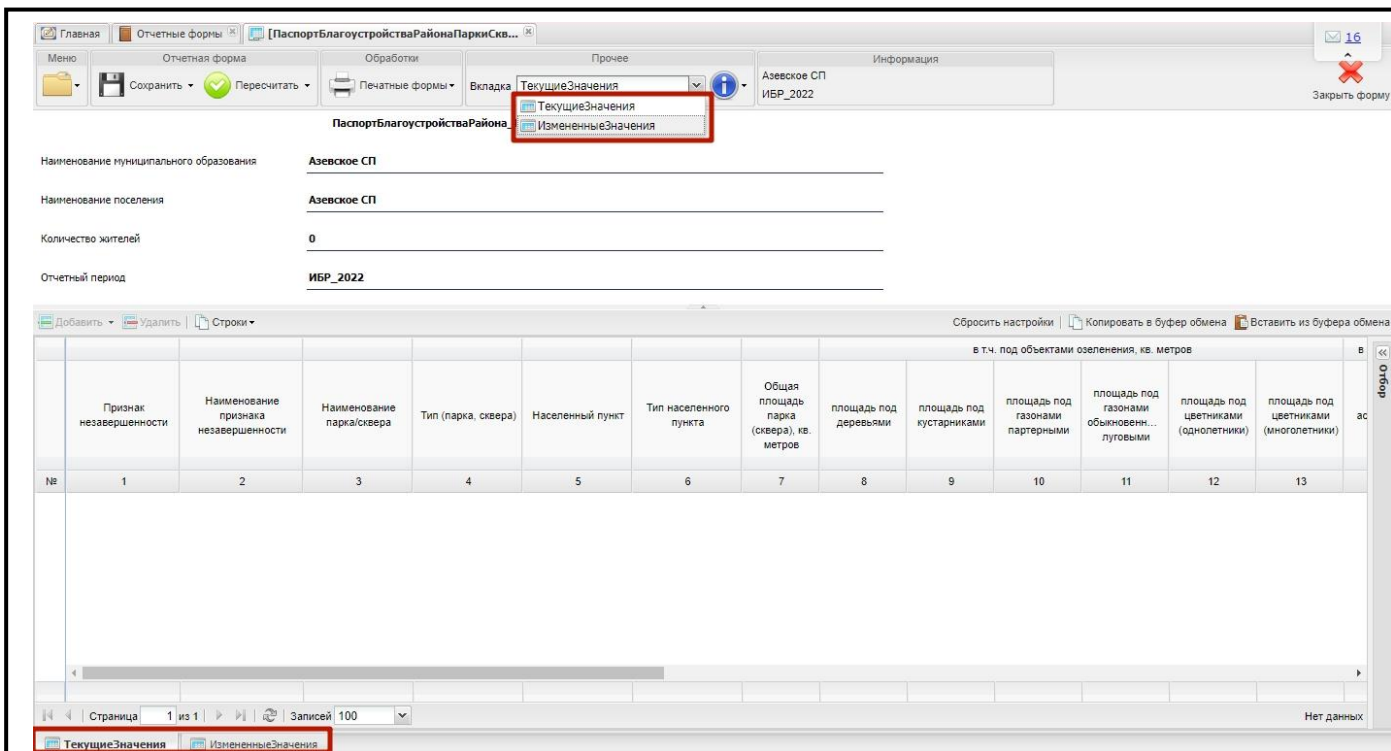 Главная Отчетные формы [ПаспортБлагоустройстваРайонаПаркиСкв...
16
Меню Отчетная форма Обработки Прочее Информация
Сохранить Пересчитать Печатные формы Вкладка ТекущиеЗначения Азевское СП
ИБР_2022
Закрыть форму
ТекущиеЗначения
ИзмененныеЗначения
ПаспортБлагоустройстваРайона_
Наименование муниципального образования Азевское СП
Наименование поселения Азевское СП
Количество жителей 0
Отчетный период ИБР_2022
Добавить Удалить Строки Сбросить настройки Копировать в буфер обмена Вставить из буфера обмена
в т.ч. под объектами озеленения, кв. метров в
Отбор
Признак незавершенности
Наименование признака незавершенности
Наименование парка/сквера
Тип (парка, сквера)
Населенный пункт
Тип населенного пункта
Общая площадь парка (сквера), кв. метров
площадь под деревьями
площадь под кустарниками
площадь под газонами партерными
площадь под газонами обыкновенн... луговыми
площадь под цветниками (однолетники)
площадь под цветниками (многолетники)
ас
№ 1 2 3 4 5 6 7 8 9 10 11 12 13
Страница 1 из 1 Записей 100 Нет данных
ТекущиеЗначения ИзмененныеЗначения